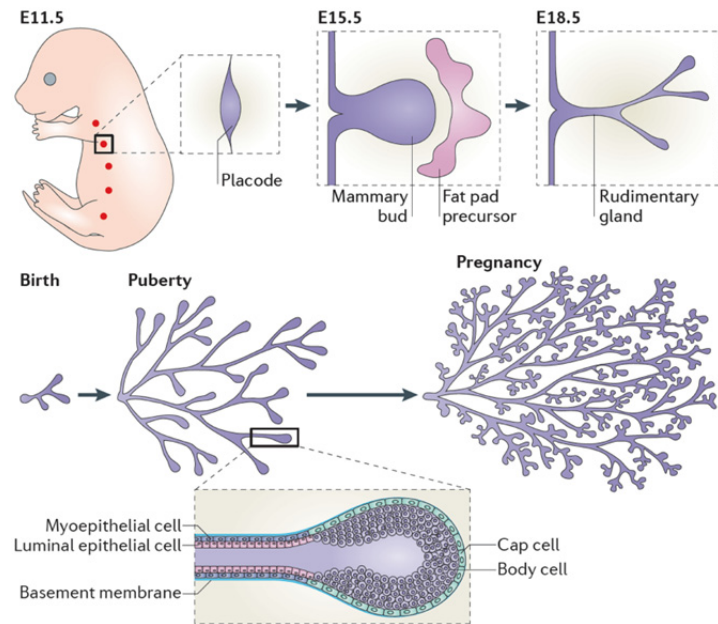 E11.5
E15.5
E18.5
Placode
Mammary
bud
Fat pad
precursor
Rudimentary
gland
Birth
Puberty
Pregnancy
Myoepithelial cell
Luminal epithelial cell
Basement membrane
Cap cell
Body cell